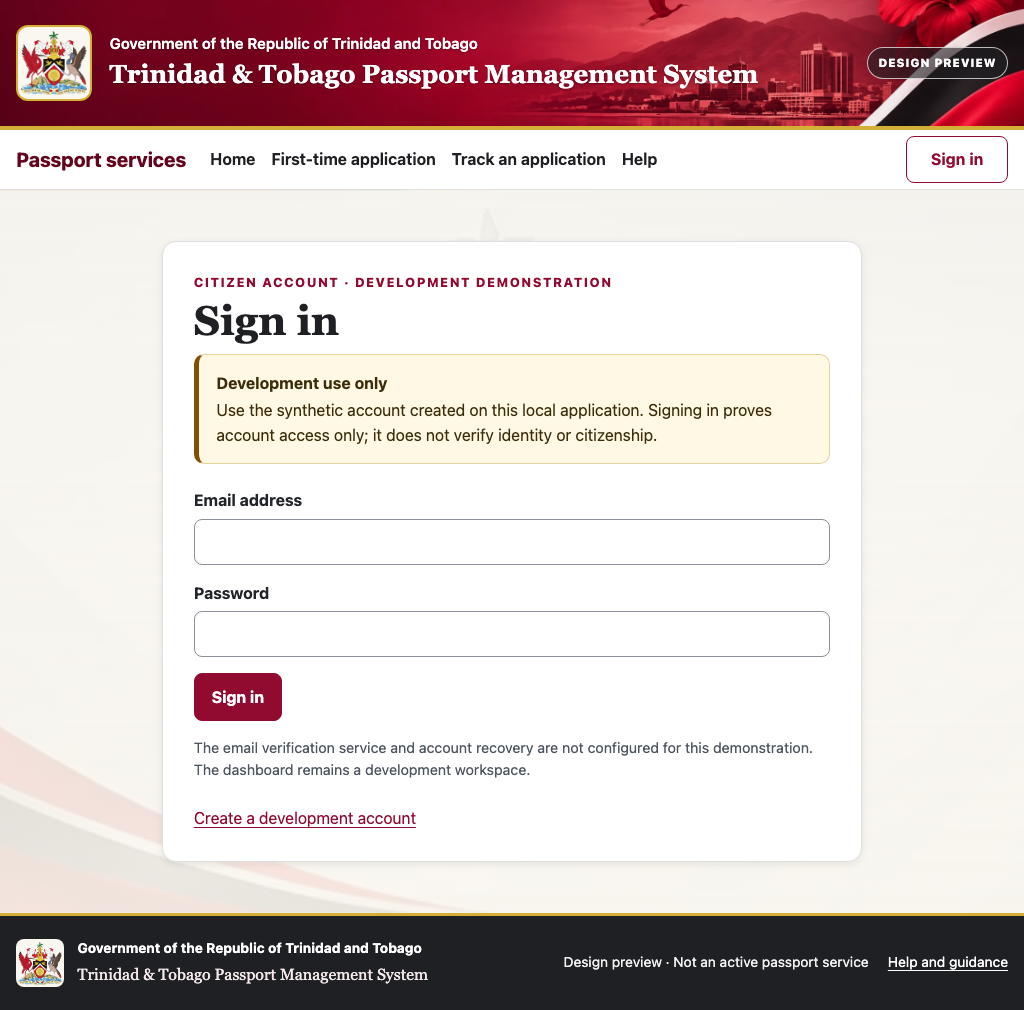 Government of the Republic of Trinidad and Tobago
Trinidad & Tobago Passport Management System
DESIGN PREVIEW
Passport services
Home
First-time application
Track an application
Help
Sign in
CITIZEN ACCOUNT · DEVELOPMENT DEMONSTRATION
Sign in
Development use only
Use the synthetic account created on this local application. Signing in proves
account access only; it does not verify identity or citizenship.
Email address
Password
Sign in
The email verification service and account recovery are not configured for this demonstration.
The dashboard remains a development workspace.
Create a development account
Government of the Republic of Trinidad and Tobago
Trinidad & Tobago Passport Management System
Design preview · Not an active passport service
Help and guidance